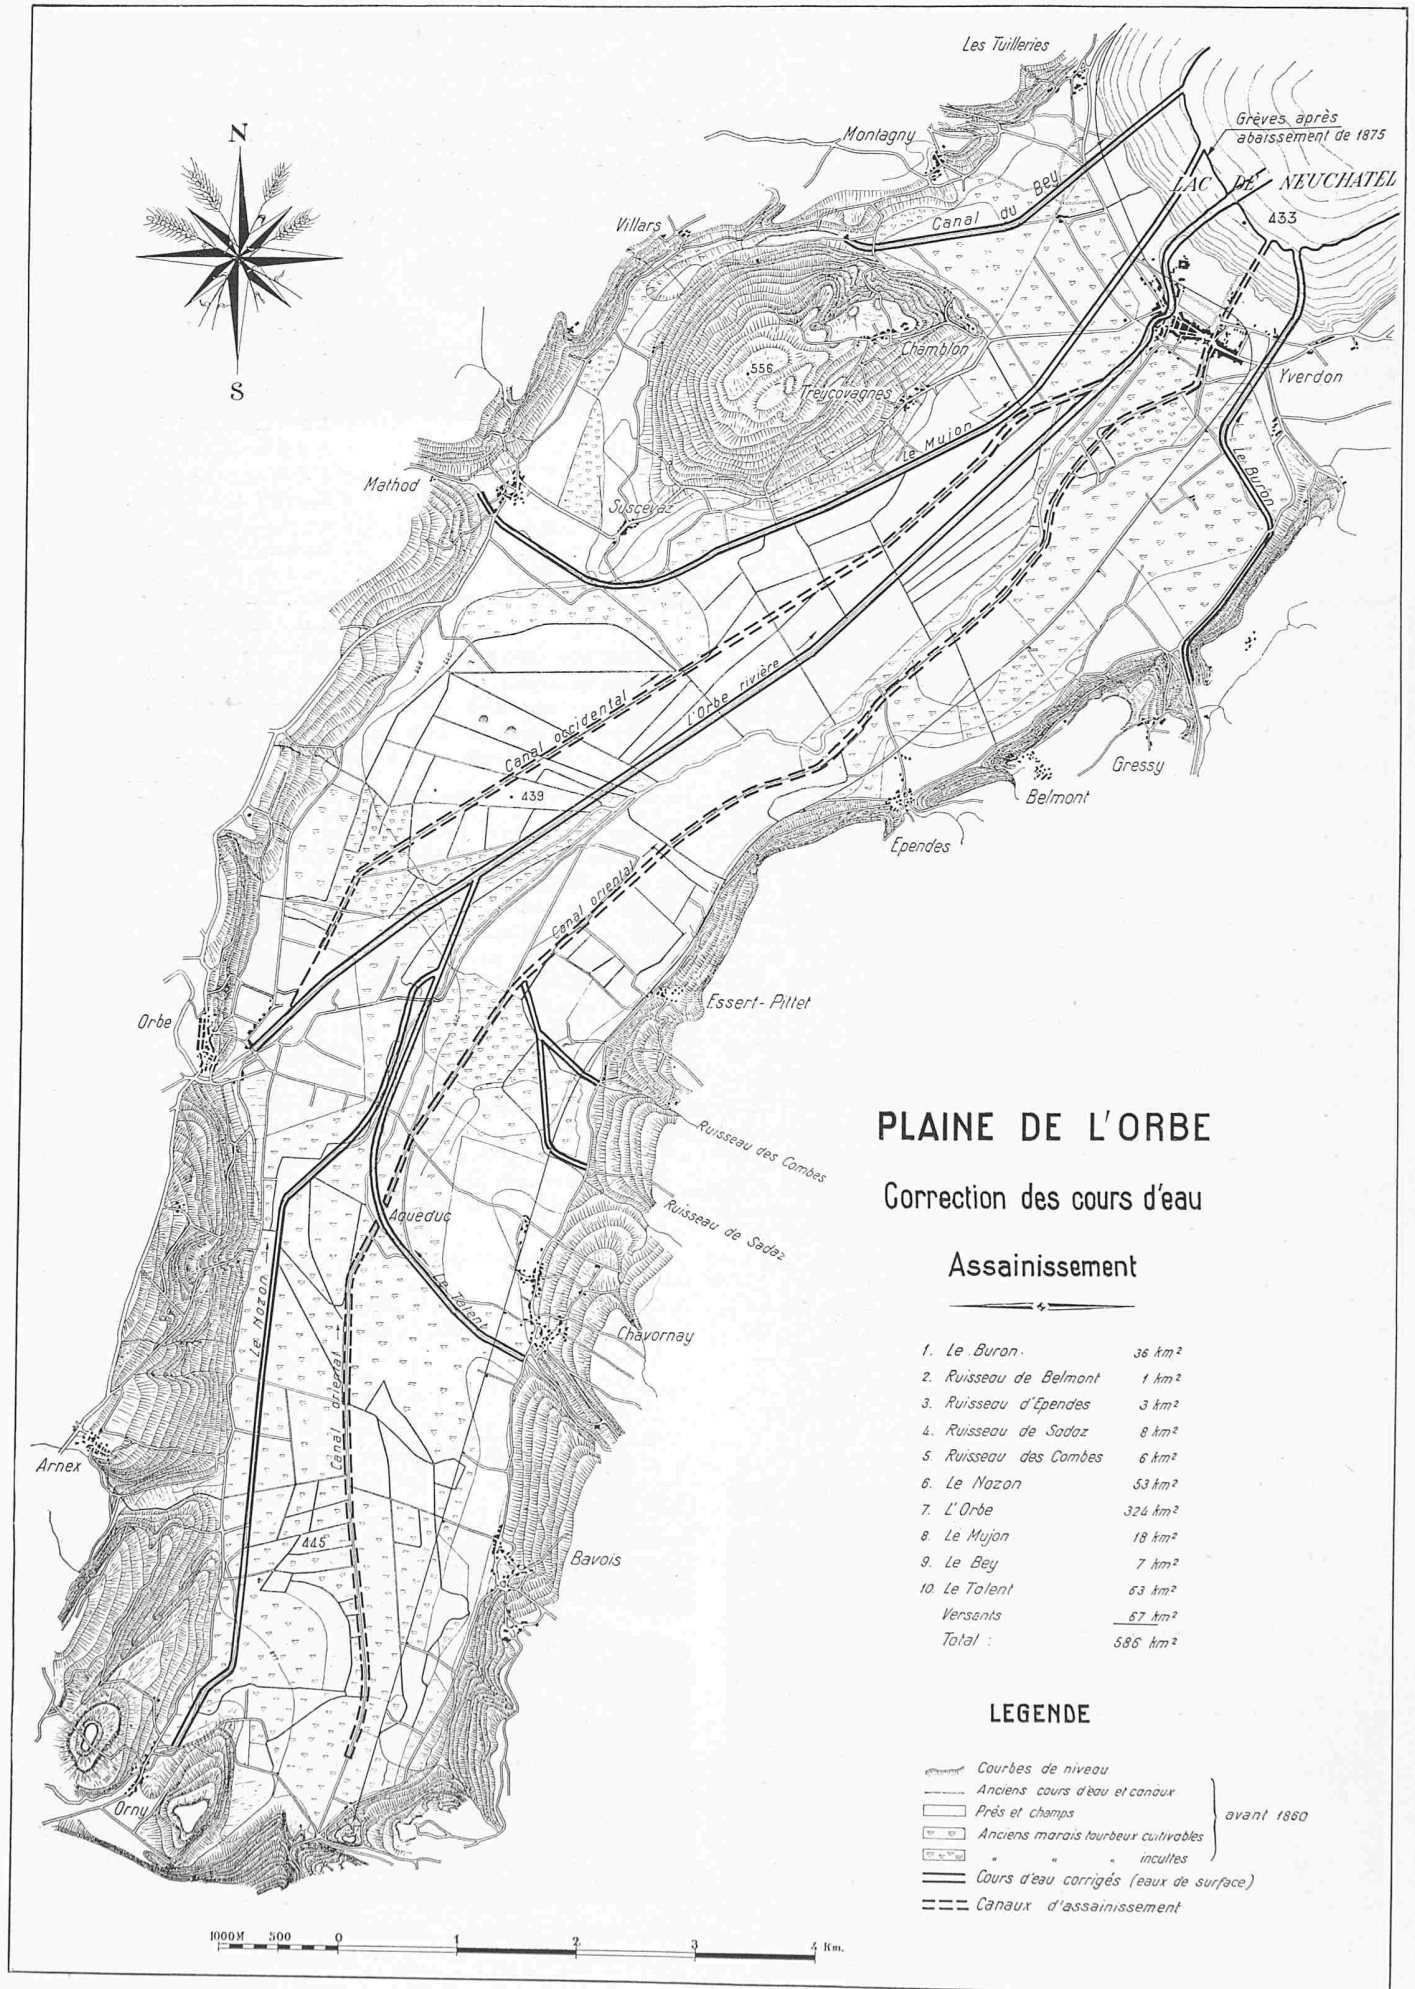 Les Tuilleries
Grèves après
abaissement de 1875
N
Montagny
LAC DE NEUCHATEL
Canal du Bey
433
Villars
S
Chamblon
556
Treycovagnes
Yverdon
Le Mujon
Le Buron
Mathod
Suscévaz
L'Orbe rivière
Canal occidental
439
Gressy
Belmont
Ependes
Canal oriental
Essert-Pittet
Orbe
Ruisseau des Combes
Ruisseau de Sadaz
Aqueduc
Le Nozon
Le Talent
Chavornay
Canal oriental
Arnex
445
Bavois
Orny
PLAINE DE L'ORBE
Correction des cours d'eau
Assainissement
1. Le Buron. 36 km²
2. Ruisseau de Belmont 1 km²
3. Ruisseau d'Ependes 3 km²
4. Ruisseau de Sadaz 8 km²
5 Ruisseau des Combes 6 km²
6. Le Nozon 53 km²
7. L'Orbe 324 km²
8. Le Mujon 18 km²
9. Le Bey 7 km²
10. Le Talent 63 km²
Versants 67 km²
Total : 586 km²
LEGENDE
Courbes de niveau
Anciens cours d'eau et canaux
Près et champs
avant 1860
Anciens marais tourbeux cultivables
" " " incultes
Cours d'eau corrigés (eaux de surface)
Canaux d'assainissement
1000M 500 0 1 2 3 4 Km.